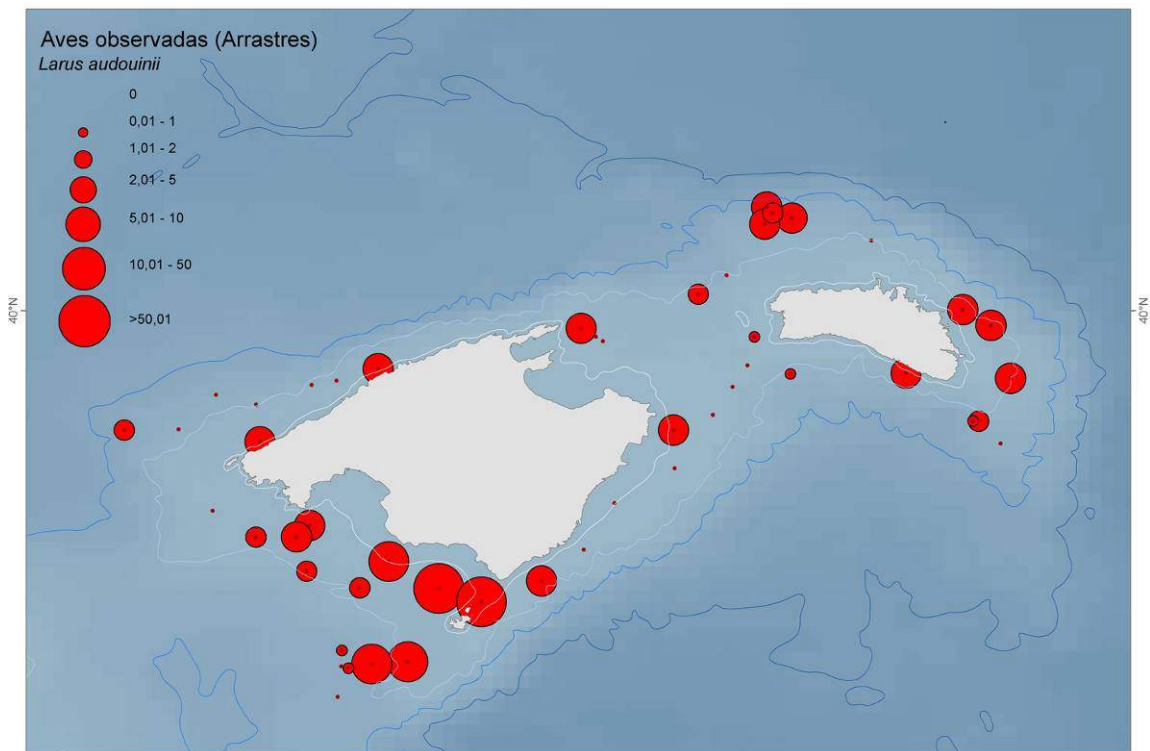 Aves observadas (Arrastres)
Larus audouinii
0
0,01 - 1
1,01 - 2
2,01 - 5
5,01 - 10
10,01 - 50
>50,01
40°N
40°N